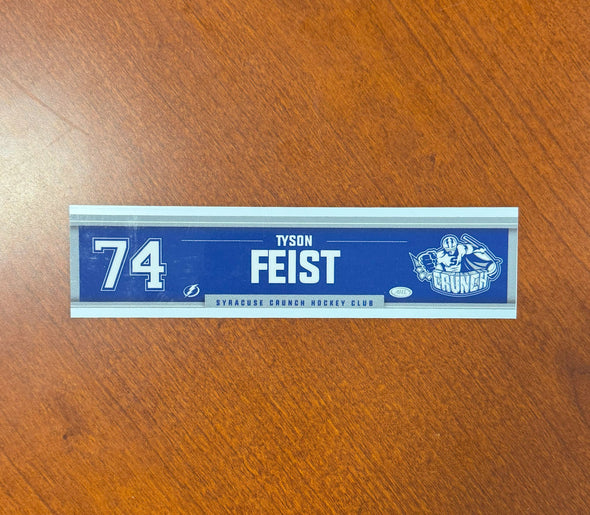 74
TYSON
FEIST
SYRACUSE CRUNCH HOCKEY CLUB
S
CRUNCH